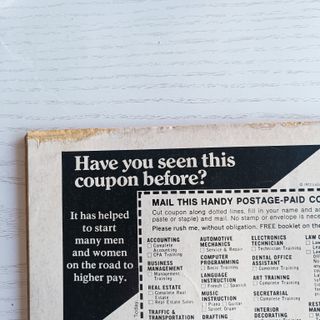 Have you seen this
coupon before?
It has helped
to start
many men
and women
on the road to
higher pay.
MAIL THIS HANDY POSTAGE-PAID
Cut coupon along dotted lines, fill in your name and
paste or staple) and mail. No stamp or envelope is
Please rush me, without obligation. FREE booklet on the
ACCOUNTING
Complete
Accounting
CPA Training
BUSINESS
MANAGEMENT
Management
Training
REAL ESTATE
Complete Real
Estate
Real Estate Sales
TRAFFIC &
TRANSPORTATION
AUTOMOTIVE
MECHANICS
Service & Repair
COMPUTER
PROGRAMMING
Basic Training
LANGUAGE
INSTRUCTION
French
MUSIC
INSTRUCTION
Piano
Guitar
Spinet Organ
DRAFTING
ELECTRONICS
TECHNICIAN
Technician Training
DENTAL OFFICE
ASSISTANT
Complete Training
ART TRAINING
Complete Training
SECRETARIAL
Complete Training
INTERIOR
DECORATING
Today